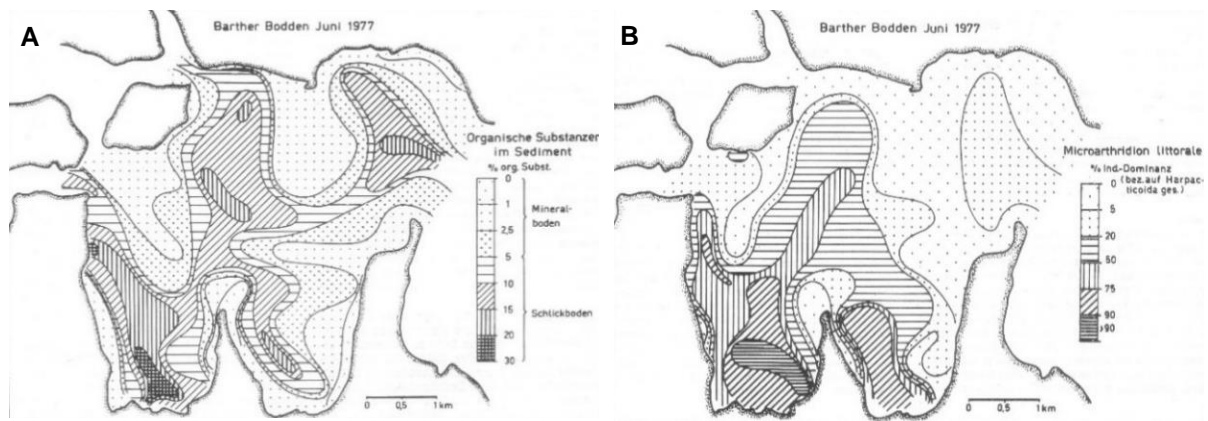 A
Barther Bodden Juni 1977
Organische Substanzen
im Sediment
% org. Subst.
0
1
2,5
5
10
15
20
30
Mineral-
boden
Schlickboden
0 0,5 1 km
B
Barther Bodden Juni 1977
Microarthridion littorale
% Ind.-Dominanz
(bez. auf Harpac-
ticoida ges.)
0
5
20
50
75
90
>90
0 0,5 1 km